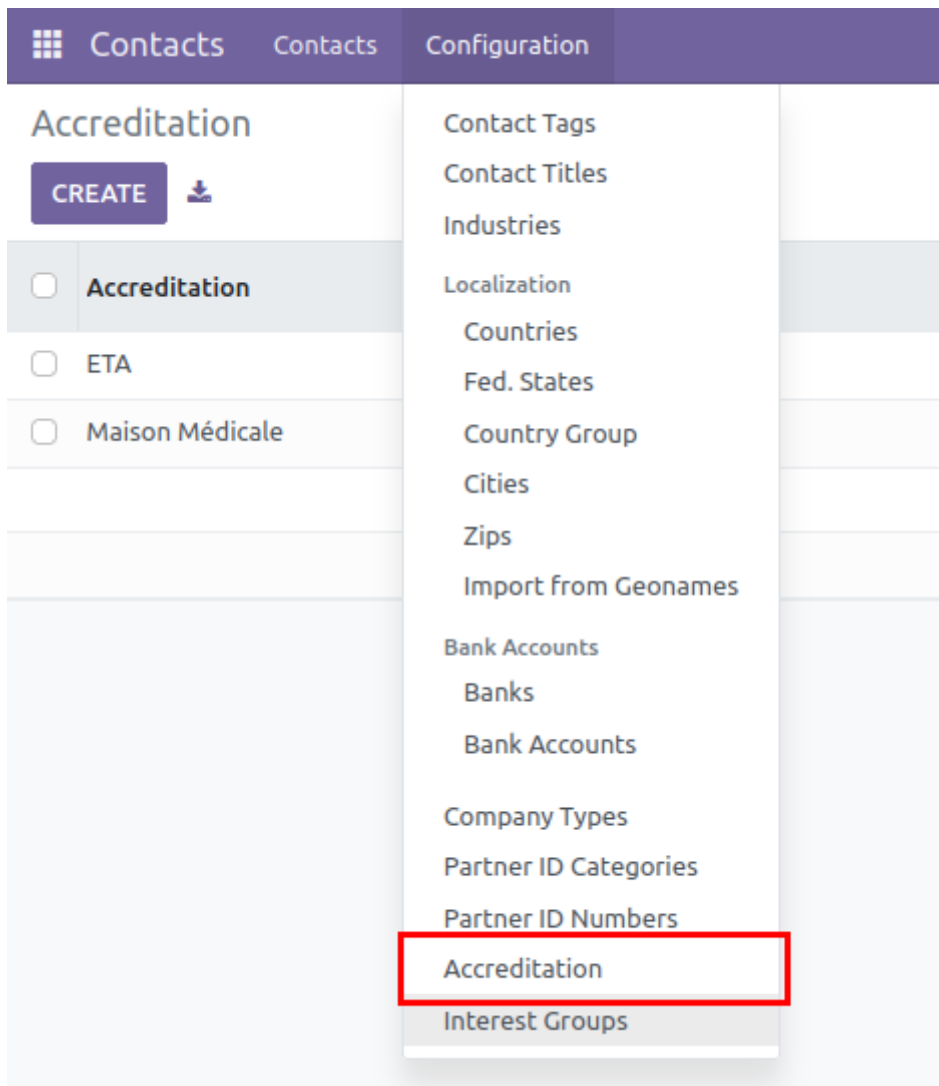 Contacts Contacts Configuration
Accreditation
CREATE
Accreditation
ETA
Maison Médicale
Contact Tags
Contact Titles
Industries
Localization
Countries
Fed. States
Country Group
Cities
Zips
Import from Geonames
Bank Accounts
Banks
Bank Accounts
Company Types
Partner ID Categories
Partner ID Numbers
Accreditation
Interest Groups